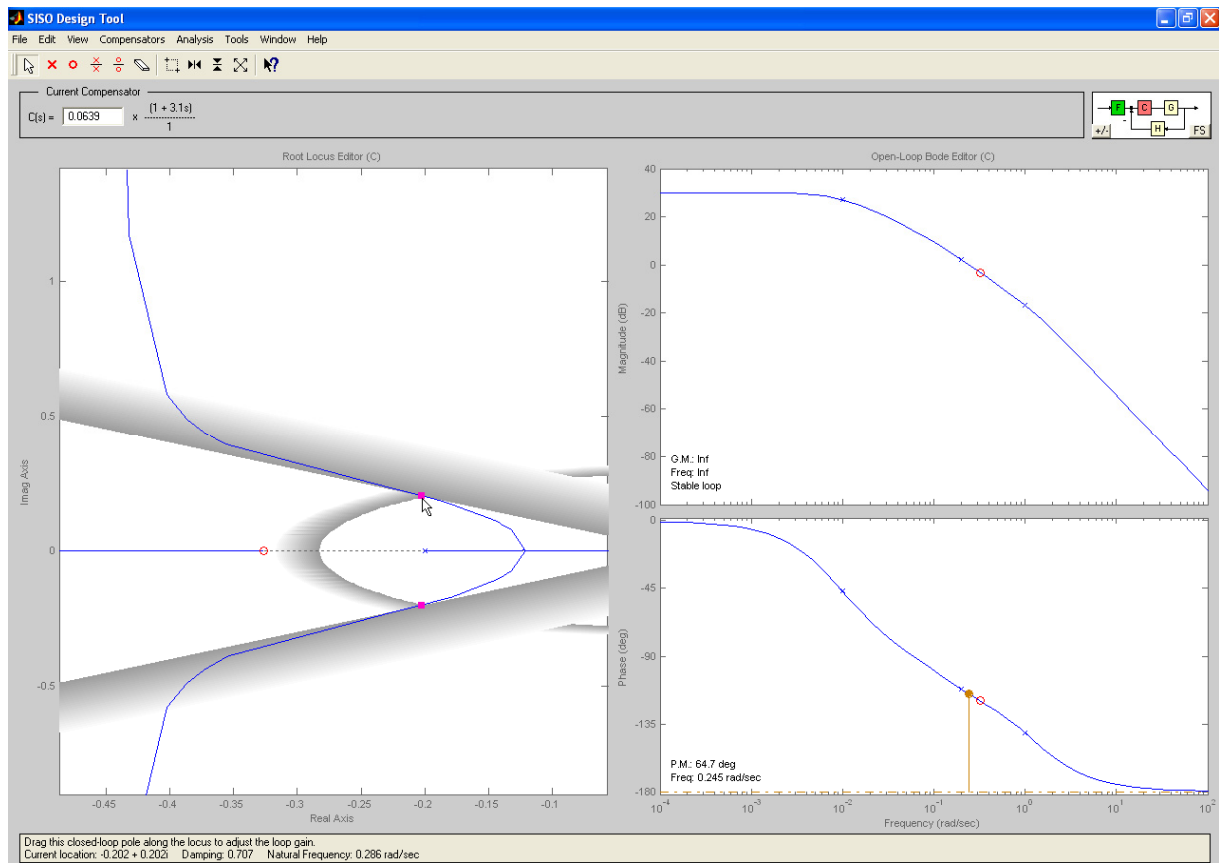 SISO Design Tool
File Edit View Compensators Analysis Tools Window Help
Current Compensator
C(s) = 0.0639 x (1 + 3.1s)
1
F C G
H
+/- FS
Root Locus Editor (C)
Imag Axis
1
0.5
0
-0.5
-0.45 -0.4 -0.35 -0.3 -0.25 -0.2 -0.15 -0.1
Real Axis
Open-Loop Bode Editor (C)
Magnitude (dB)
40
20
0
-20
-40
-60
-80
-100
G.M.: Inf
Freq: Inf
Stable loop
Phase (deg)
0
-45
-90
-135
-180
P.M.: 64.7 deg
Freq: 0.245 rad/sec
10^-4 10^-3 10^-2 10^-1 10^0 10^1 10^2
Frequency (rad/sec)
Drag this closed-loop pole along the locus to adjust the loop gain.
Current location: -0.202 + 0.202i Damping: 0.707 Natural Frequency: 0.286 rad/sec